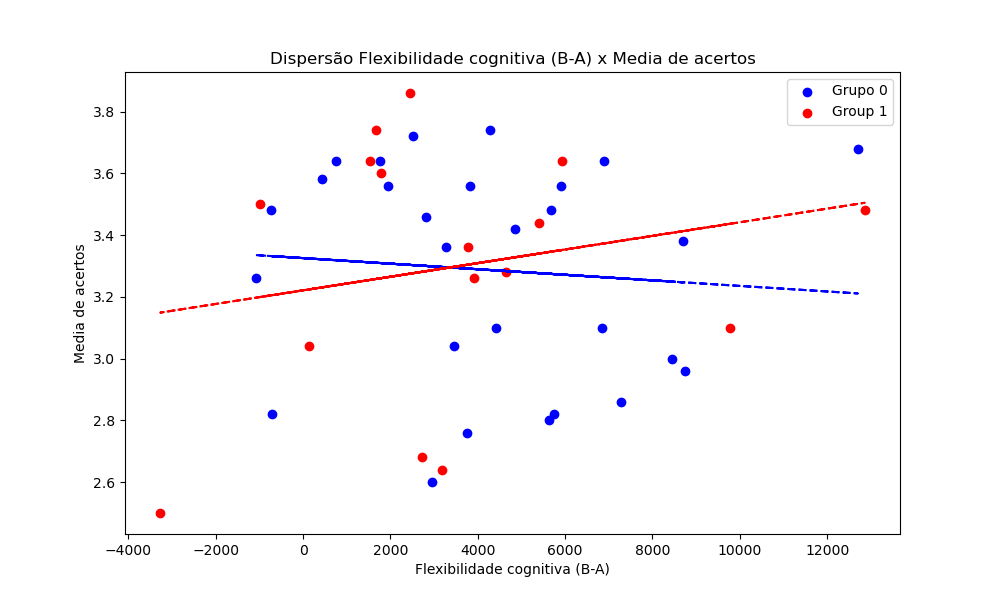 Dispersão Flexibilidade cognitiva (B-A) x Media de acertos
Grupo 0
Group 1
Media de acertos
3.8
3.6
3.4
3.2
3.0
2.8
2.6
−4000 −2000 0 2000 4000 6000 8000 10000 12000
Flexibilidade cognitiva (B-A)